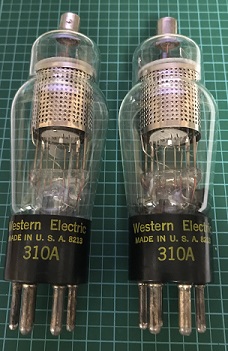 Western Electric
MADE IN U. S. A. 8213
310A
Western Electric
MADE IN U. S. A. 8213
310A